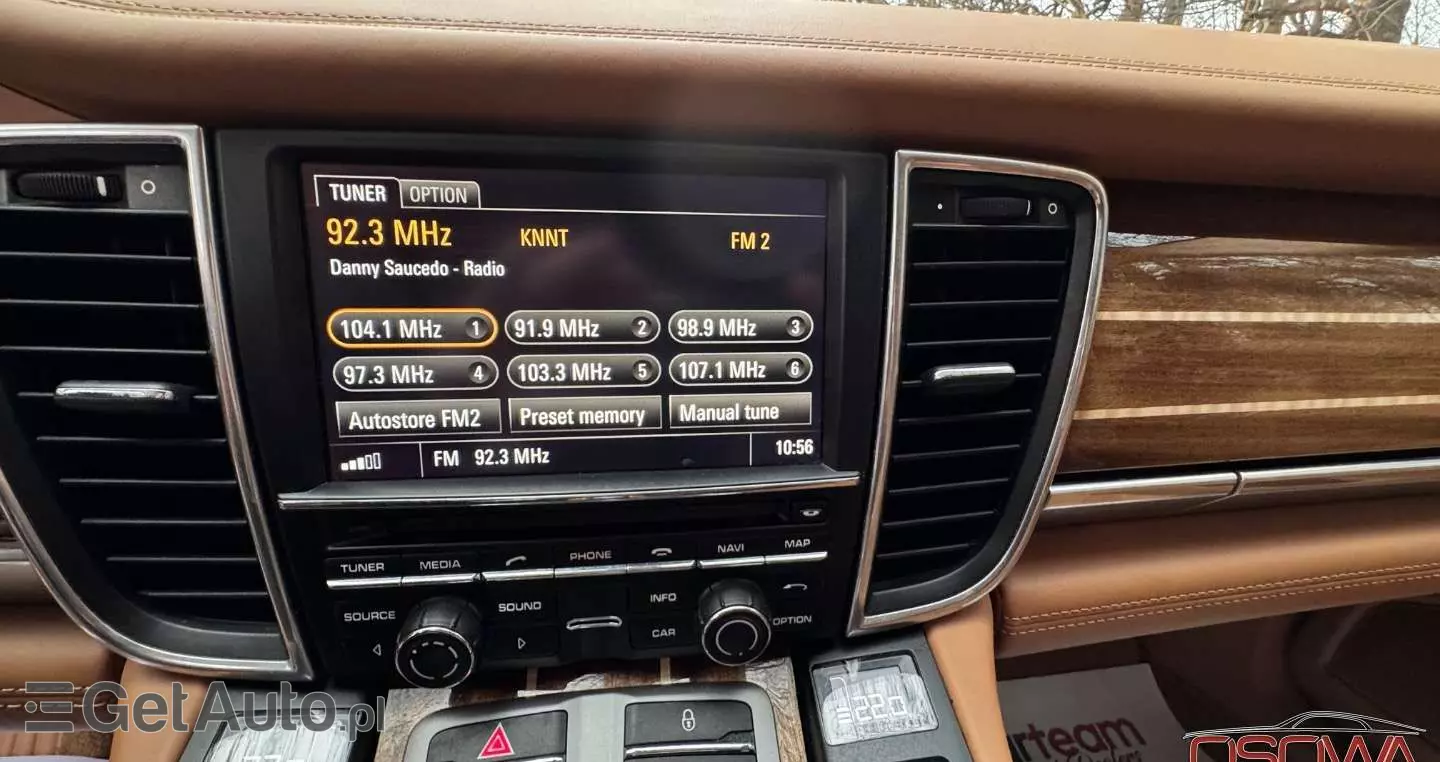 TUNER OPTION
92.3 MHz KNNT FM 2
Danny Saucedo - Radio
104.1 MHz 1 91.9 MHz 2 98.9 MHz 3
97.3 MHz 4 103.3 MHz 5 107.1 MHz 6
Autostore FM2 Preset memory Manual tune
FM 92.3 MHz 10:56
TUNER MEDIA PHONE NAVI MAP
SOURCE SOUND INFO
CAR OPTION
22.0
GetAuto.pl
rteam
OSOWA